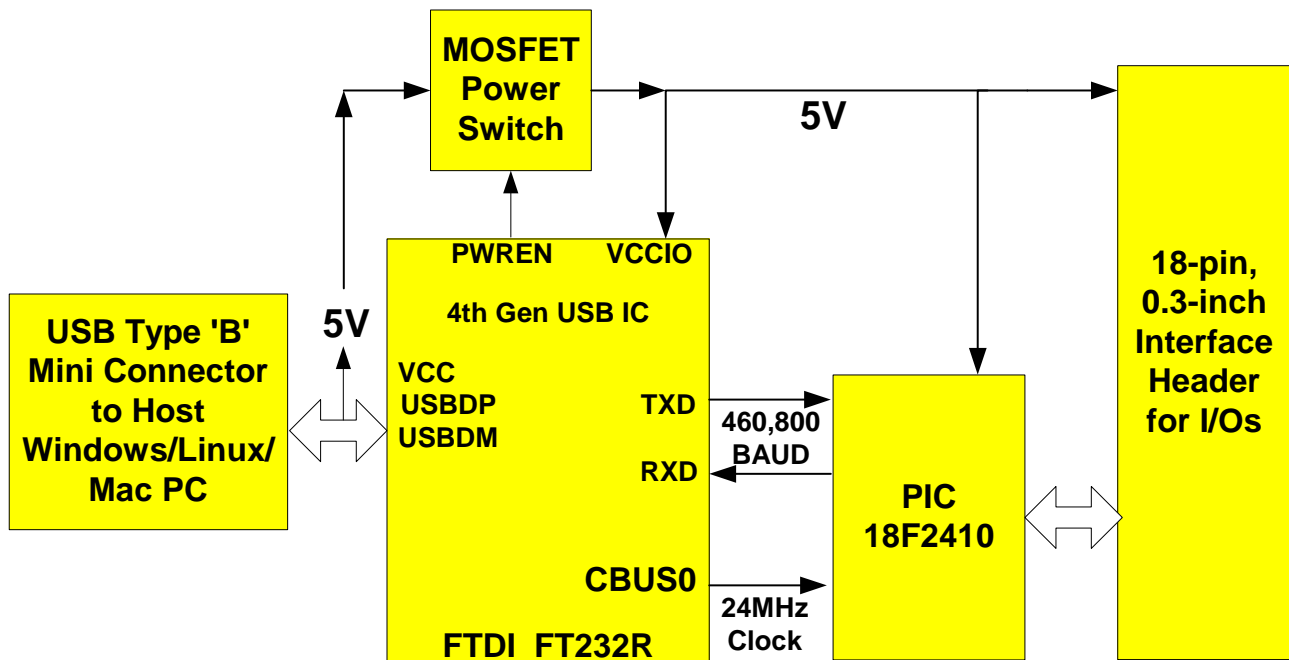 MOSFET
Power
Switch
5V
PWREN VCCIO
4th Gen USB IC
18-pin,
0.3-inch
Interface
Header
for I/Os
USB Type 'B'
Mini Connector
to Host
Windows/Linux/
Mac PC
5V
VCC
USBDP
USBDM
TXD
RXD
460,800
BAUD
PIC
18F2410
CBUS0
24MHz
Clock
FTDI FT232R